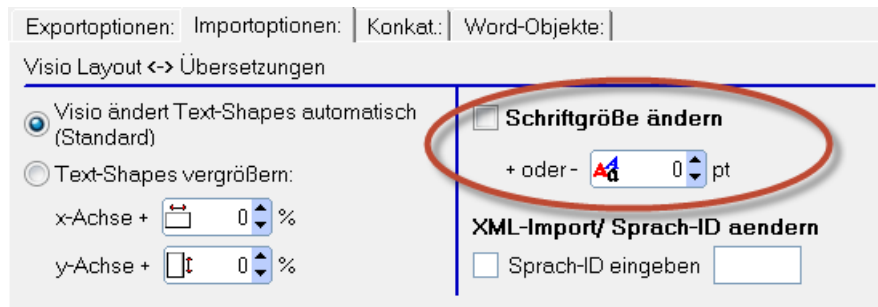 Exportoptionen: Importoptionen: Konkat.: Word-Objekte:
Visio Layout <-> Übersetzungen
Visio ändert Text-Shapes automatisch
(Standard)
Text-Shapes vergrößern:
x-Achse + 0 %
y-Achse + 0 %
Schriftgröße ändern
+ oder - AAa 0 pt
XML-Import/ Sprach-ID aendern
Sprach-ID eingeben